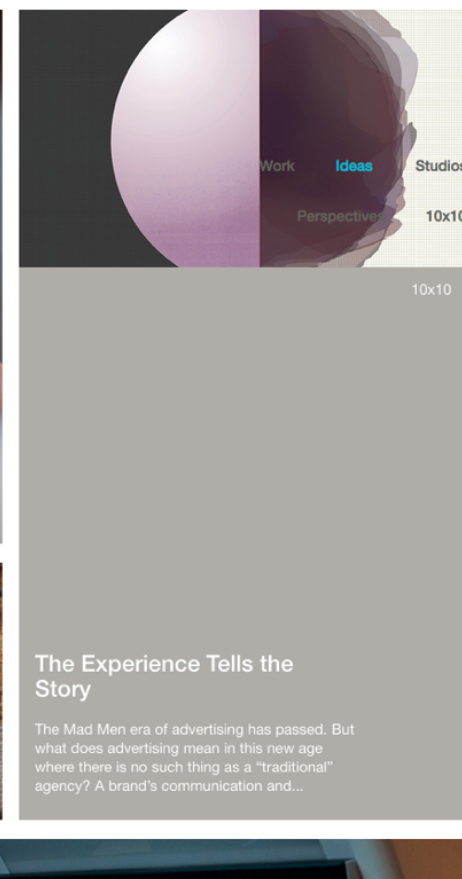 Work Ideas Studios
Perspectives 10x10
10x10
The Experience Tells the
Story
The Mad Men era of advertising has passed. But
what does advertising mean in this new age
where there is no such thing as a “traditional”
agency? A brand’s communication and...